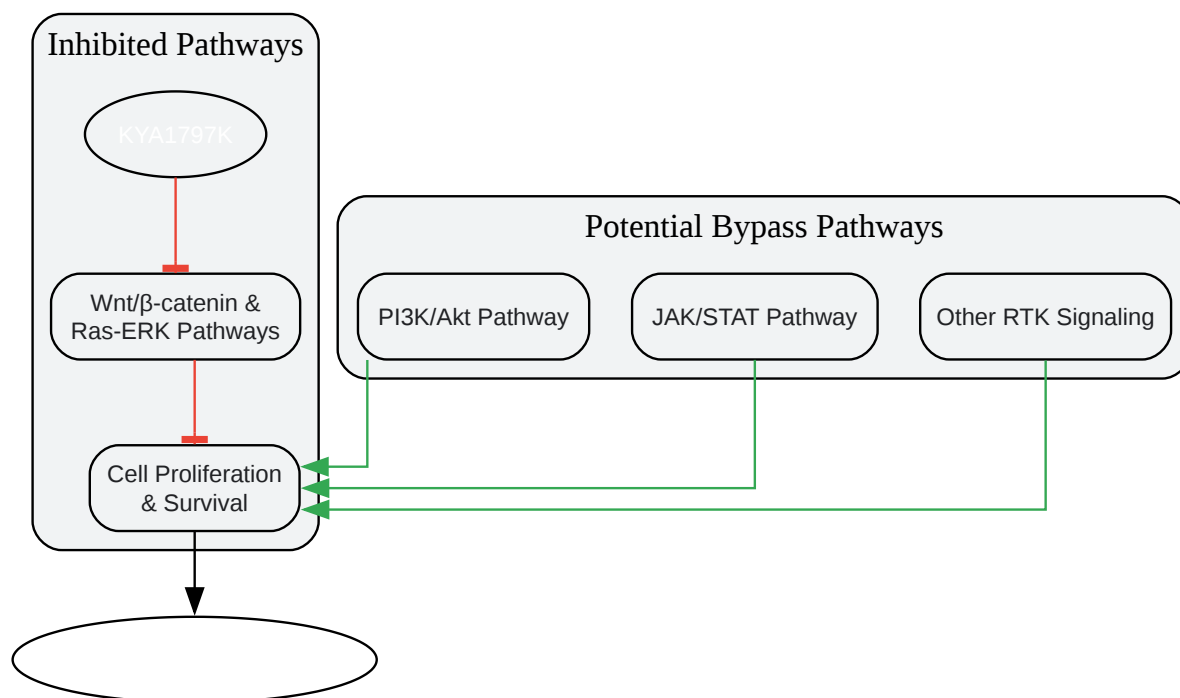 Inhibited Pathways
KYA1797K
Potential Bypass Pathways
Wnt/β-catenin &
Ras-ERK Pathways
PI3K/Akt Pathway
JAK/STAT Pathway
Other RTK Signaling
Cell Proliferation
& Survival